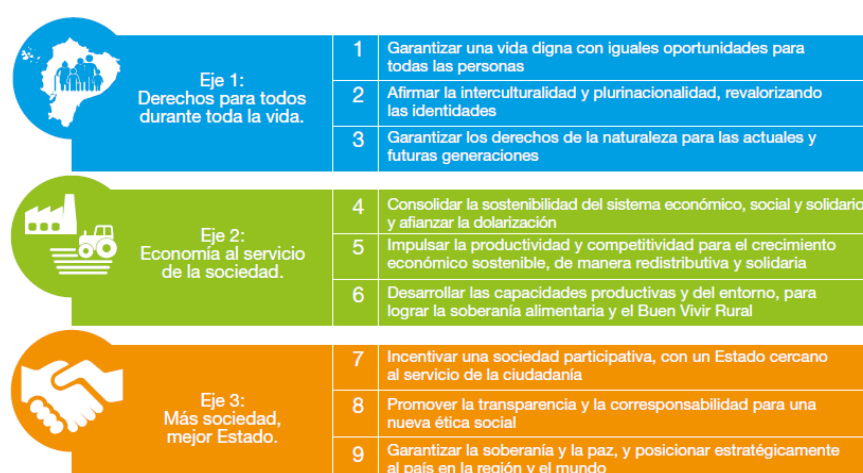 Eje 1:
Derechos para todos
durante toda la vida.
1 Garantizar una vida digna con iguales oportunidades para
todas las personas
2 Afirmar la interculturalidad y plurinacionalidad, revalorizando
las identidades
3 Garantizar los derechos de la naturaleza para las actuales y
futuras generaciones
Eje 2:
Economía al servicio
de la sociedad.
4 Consolidar la sostenibilidad del sistema económico, social y solidario
y afianzar la dolarización
5 Impulsar la productividad y competitividad para el crecimiento
económico sostenible, de manera redistributiva y solidaria
6 Desarrollar las capacidades productivas y del entorno, para
lograr la soberanía alimentaria y el Buen Vivir Rural
Eje 3:
Más sociedad,
mejor Estado.
7 Incentivar una sociedad participativa, con un Estado cercano
al servicio de la ciudadanía
8 Promover la transparencia y la corresponsabilidad para una
nueva ética social
9 Garantizar la soberanía y la paz, y posicionar estratégicamente
al país en la región y el mundo